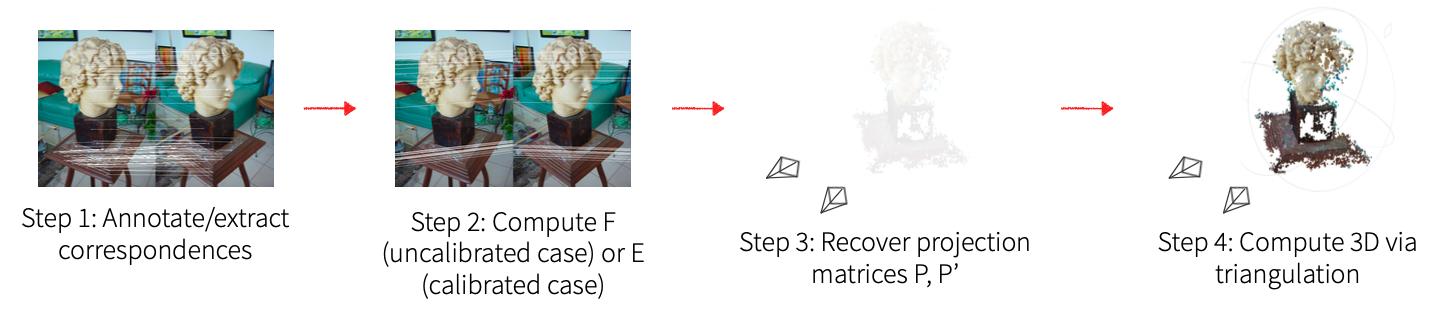 Step 1: Annotate/extract
correspondences
Step 2: Compute F
(uncalibrated case) or E
(calibrated case)
Step 3: Recover projection
matrices P, P’
Step 4: Compute 3D via
triangulation